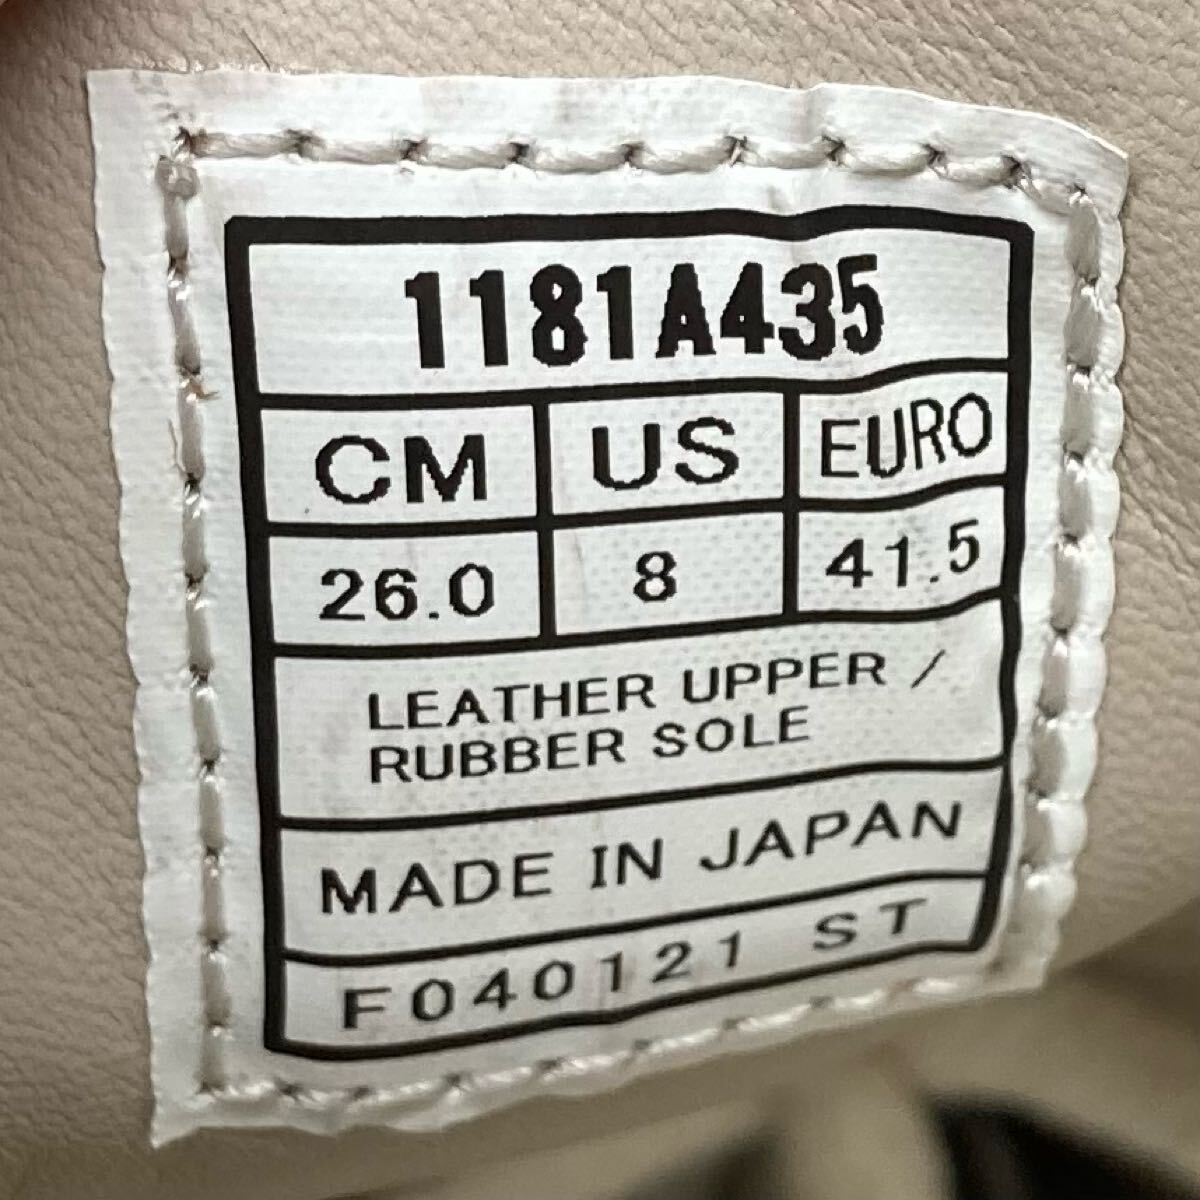 1181A435
CM US EURO
26.0 8 41.5
LEATHER UPPER /
RUBBER SOLE
MADE IN JAPAN
F040121 ST